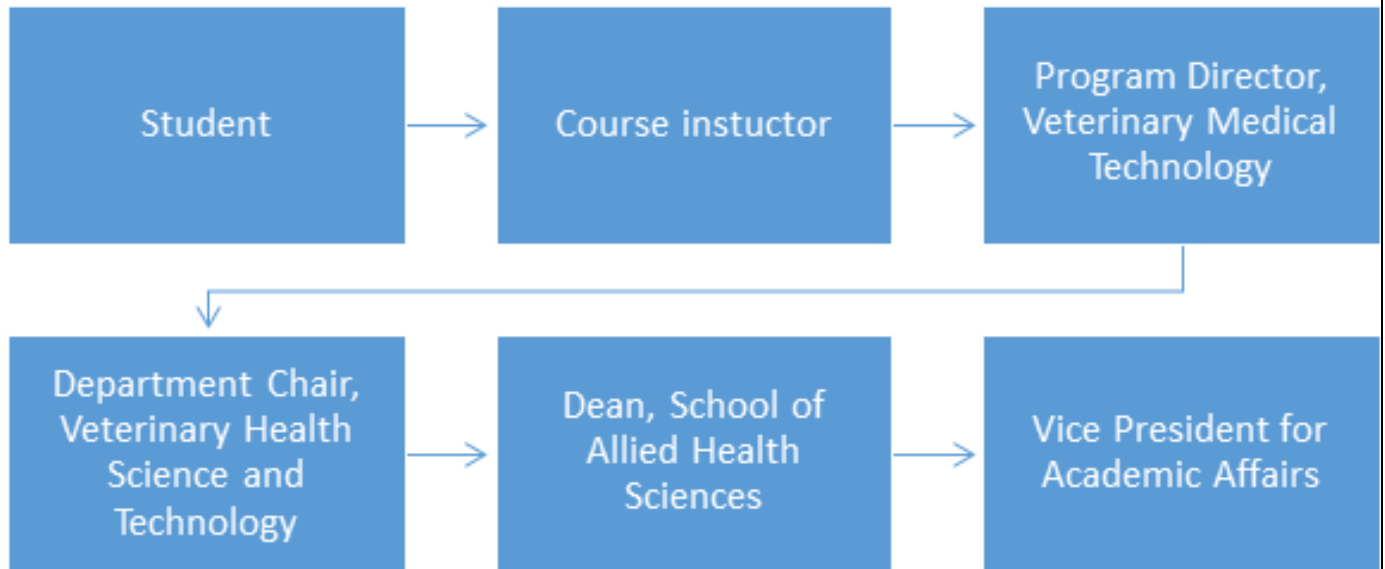 Student
Course instuctor
Program Director,
Veterinary Medical
Technology
Department Chair,
Veterinary Health
Science and
Technology
Dean, School of
Allied Health
Sciences
Vice President for
Academic Affairs